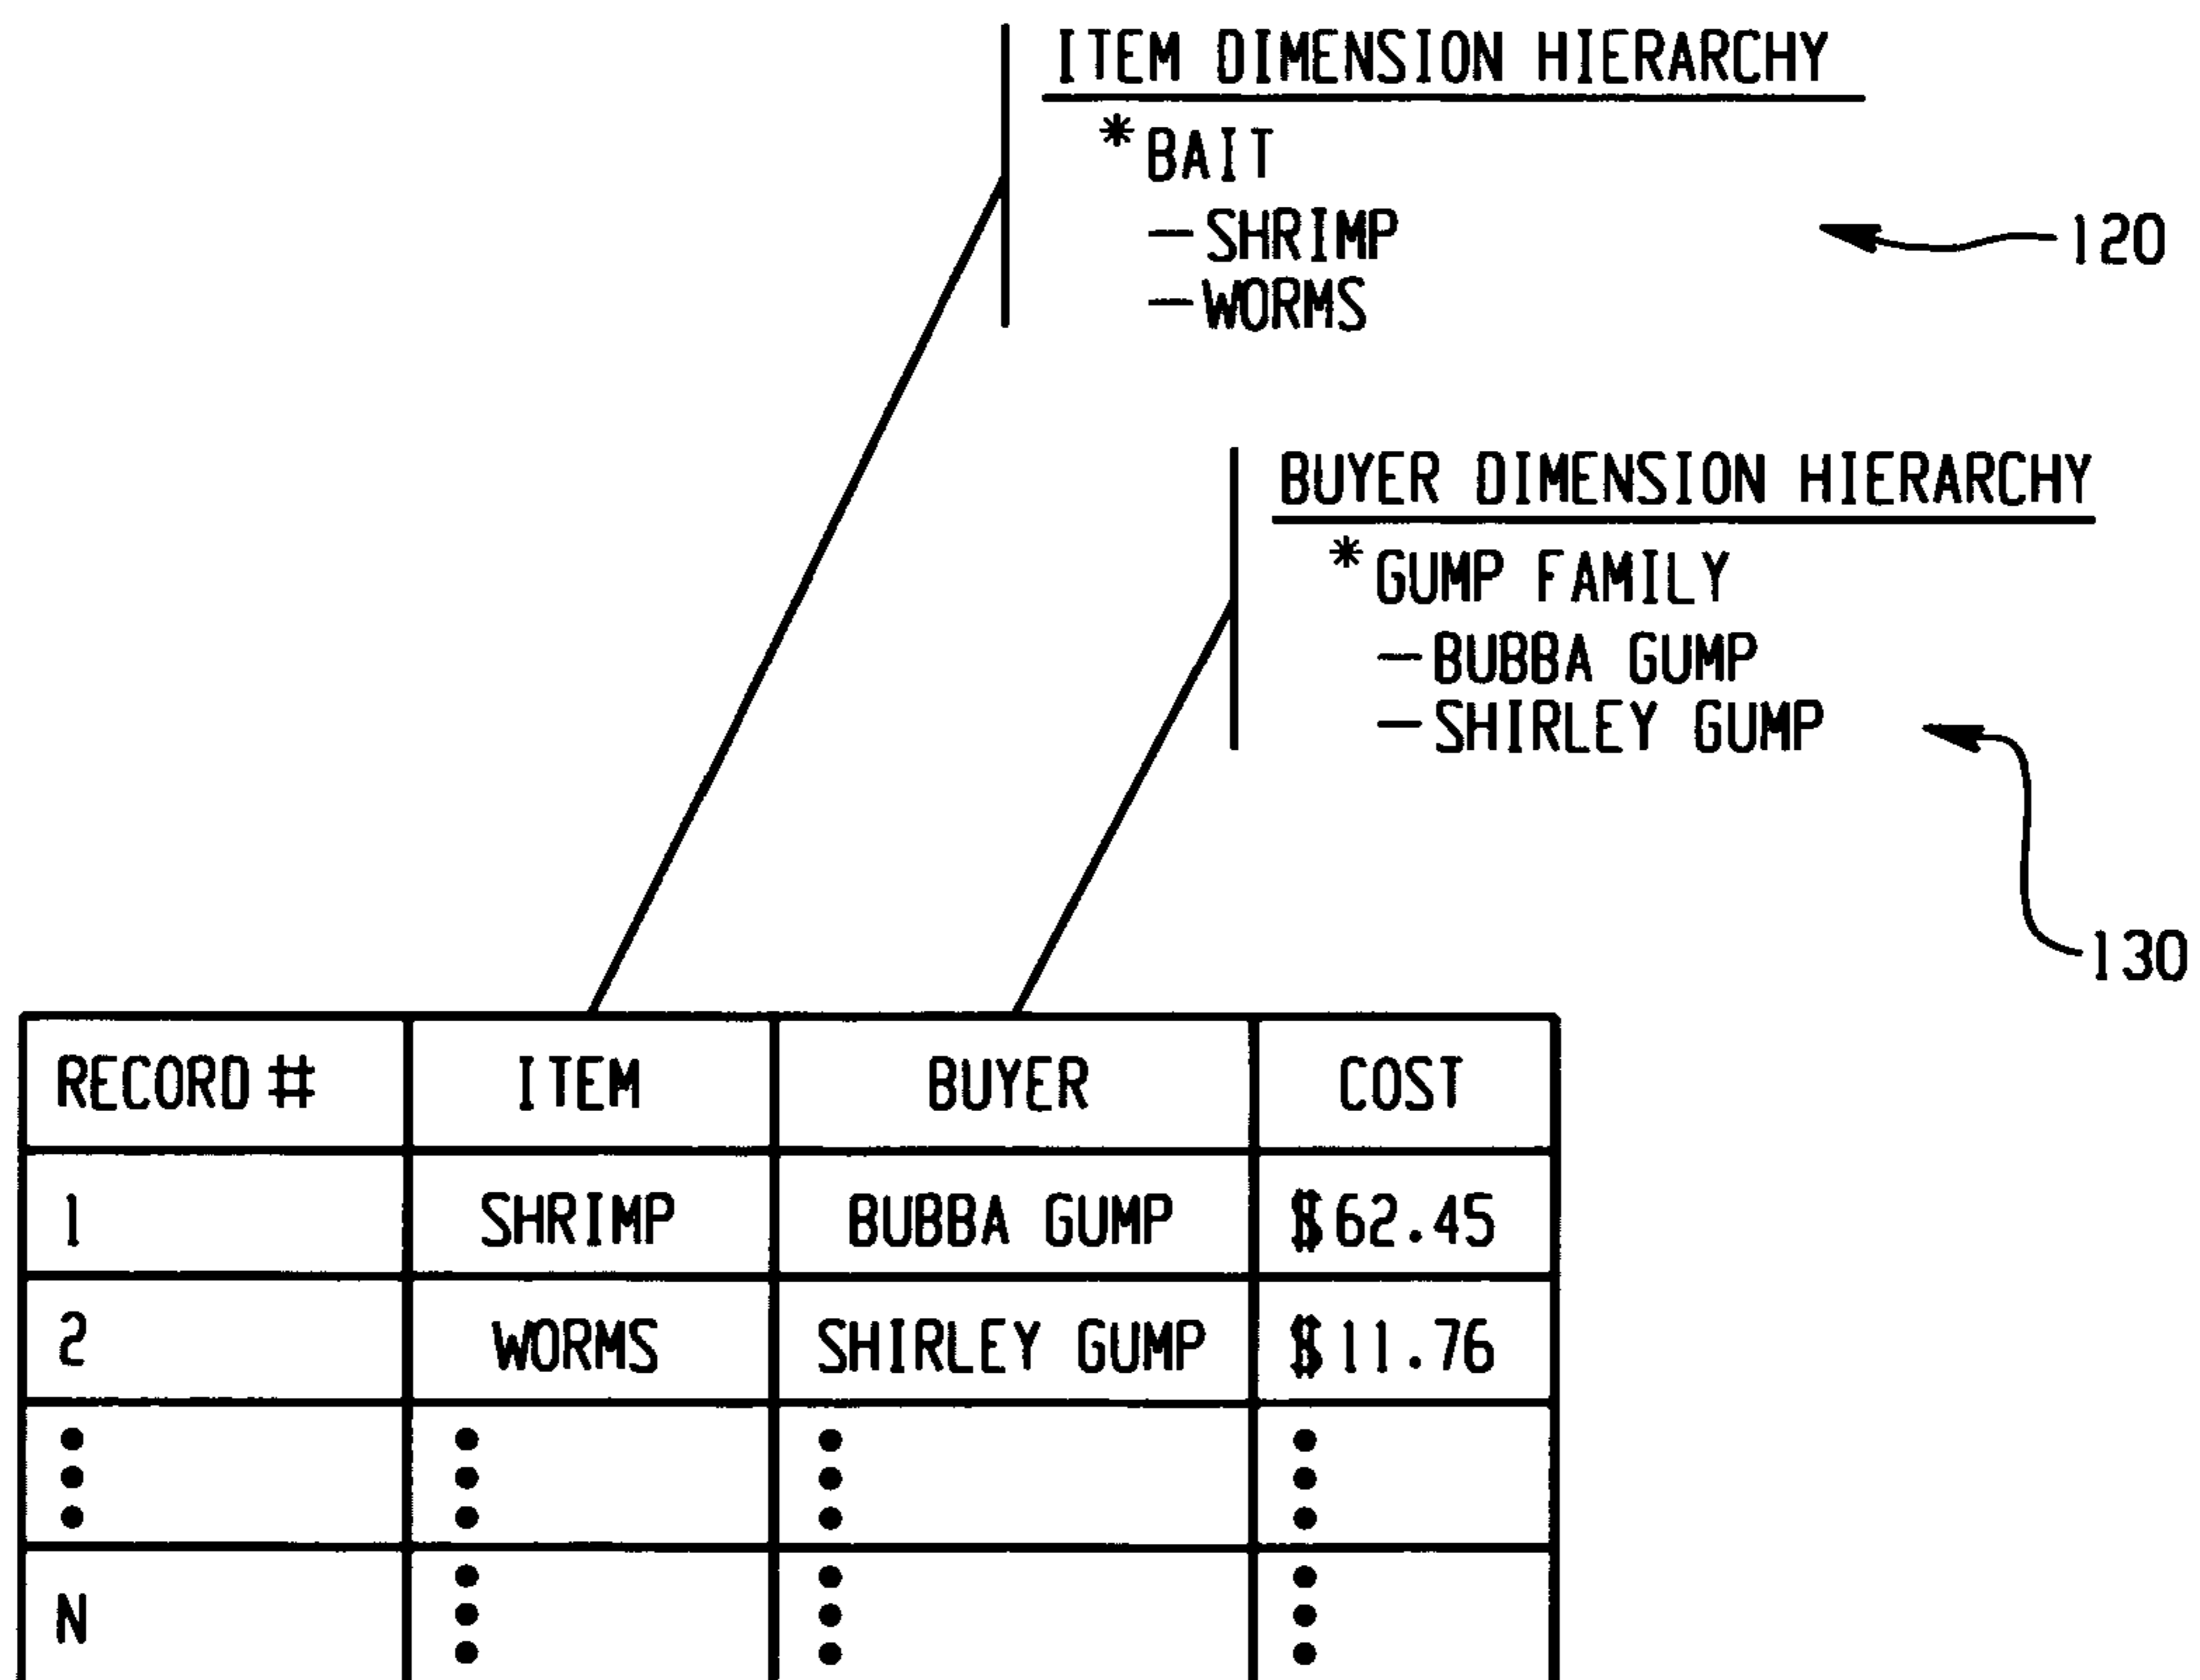 ITEM DIMENSION HIERARCHY
*BAIT
-SHRIMP
-WORMS
120
BUYER DIMENSION HIERARCHY
*GUMP FAMILY
-BUBBA GUMP
-SHIRLEY GUMP
130
RECORD # ITEM BUYER COST
1 SHRIMP BUBBA GUMP $62.45
2 WORMS SHIRLEY GUMP $11.76
N